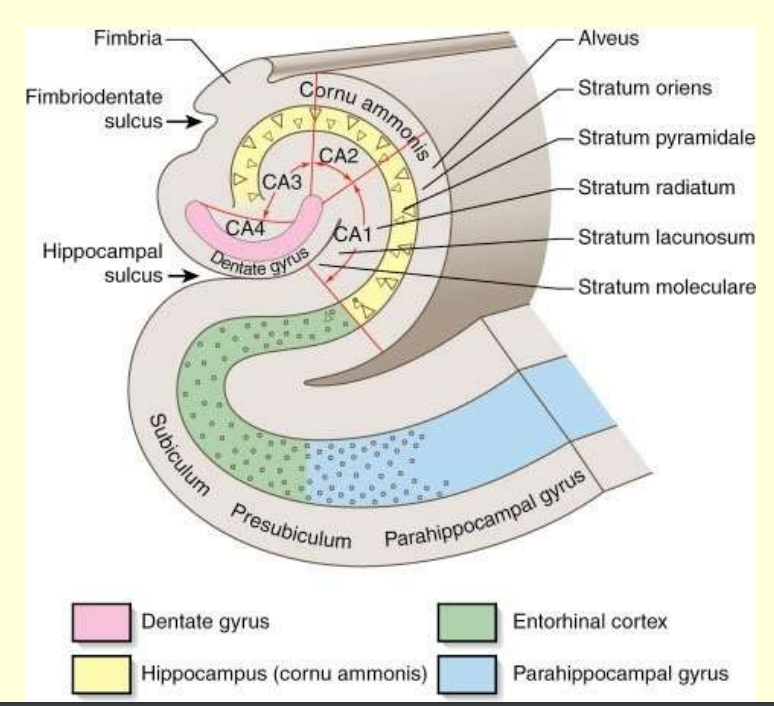 Fimbria
Alveus
Cornu ammonis
Stratum oriens
Fimbriodentate
sulcus
Stratum pyramidale
CA2
CA3
Stratum radiatum
CA4
CA1
Stratum lacunosum
Hippocampal
sulcus
Dentate gyrus
Stratum moleculare
Subiculum
Presubiculum
Parahippocampal gyrus
Dentate gyrus
Entorhinal cortex
Hippocampus (cornu ammonis)
Parahippocampal gyrus